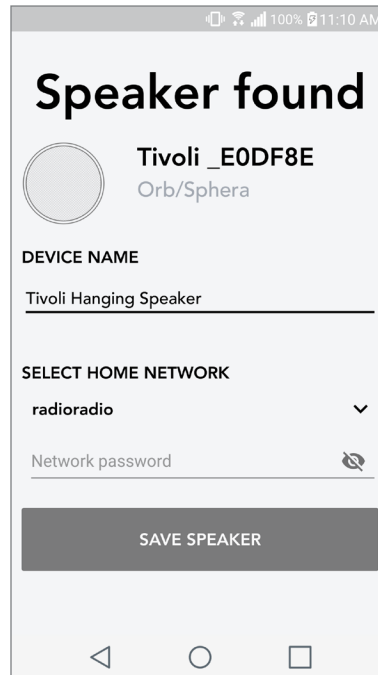 100% 11:10 AM
Speaker found
Tivoli _E0DF8E
Orb/Sphera
DEVICE NAME
Tivoli Hanging Speaker
SELECT HOME NETWORK
radioradio
Network password
SAVE SPEAKER